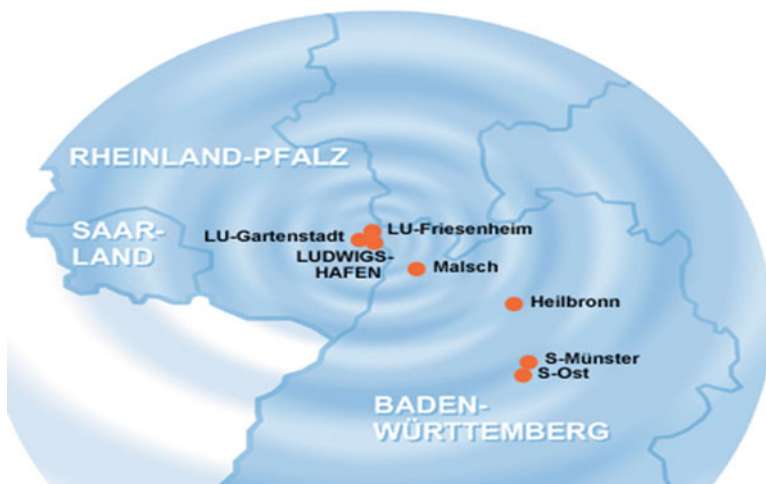 RHEINLAND-PFALZ
SAAR-
LAND
LU-Gartenstadt
LU-Friesenheim
LUDWIGS-
HAFEN
Malsch
Heilbronn
S-Münster
S-Ost
BADEN-
WÜRTTEMBERG